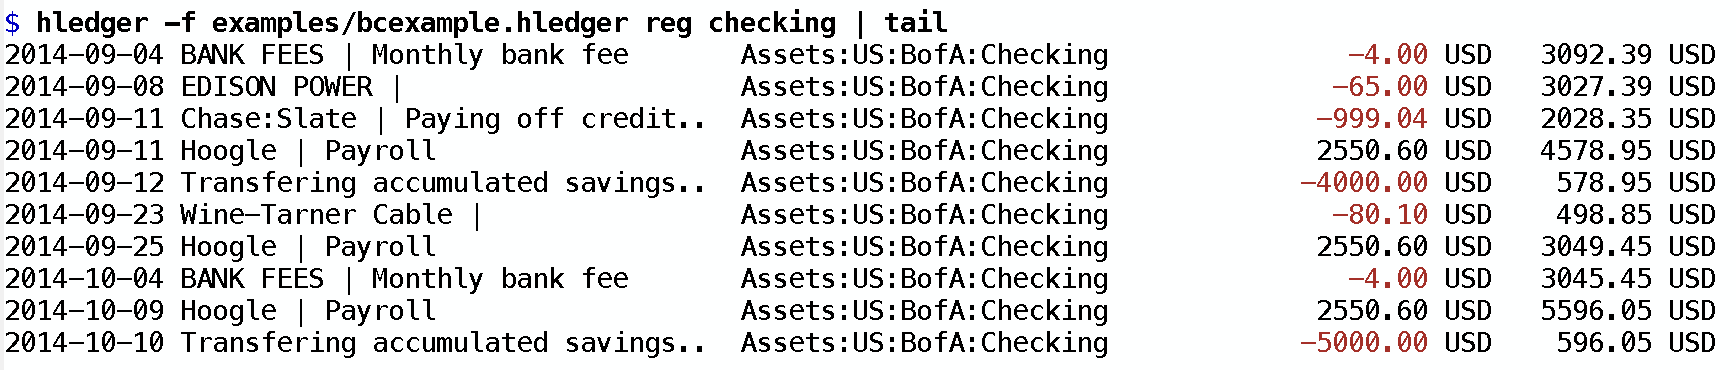 $ hledger -f examples/bcexample.hledger reg checking | tail
2014-09-04 BANK FEES | Monthly bank fee       Assets:US:BofA:Checking               -4.00 USD   3092.39 USD
2014-09-08 EDISON POWER |                     Assets:US:BofA:Checking              -65.00 USD   3027.39 USD
2014-09-11 Chase:Slate | Paying off credit..  Assets:US:BofA:Checking             -999.04 USD   2028.35 USD
2014-09-11 Hoogle | Payroll                   Assets:US:BofA:Checking             2550.60 USD   4578.95 USD
2014-09-12 Transfering accumulated savings..  Assets:US:BofA:Checking            -4000.00 USD    578.95 USD
2014-09-23 Wine-Tarner Cable |                Assets:US:BofA:Checking              -80.10 USD    498.85 USD
2014-09-25 Hoogle | Payroll                   Assets:US:BofA:Checking             2550.60 USD   3049.45 USD
2014-10-04 BANK FEES | Monthly bank fee       Assets:US:BofA:Checking               -4.00 USD   3045.45 USD
2014-10-09 Hoogle | Payroll                   Assets:US:BofA:Checking             2550.60 USD   5596.05 USD
2014-10-10 Transfering accumulated savings..  Assets:US:BofA:Checking            -5000.00 USD    596.05 USD